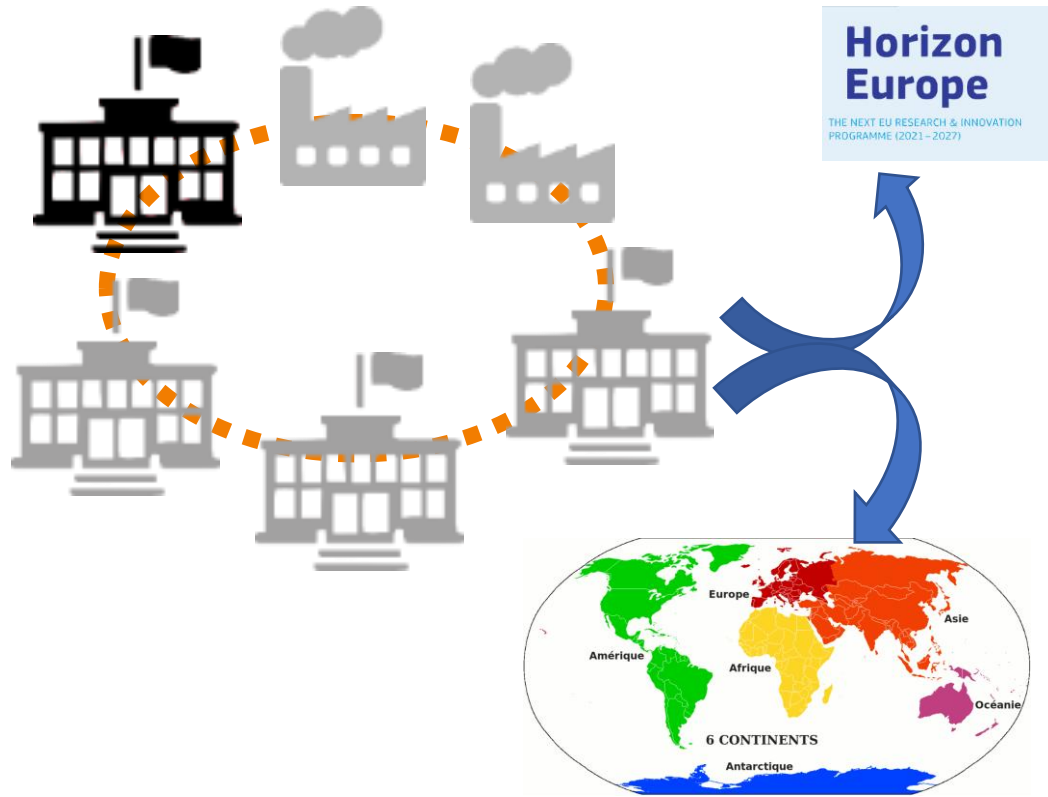 Horizon
Europe
THE NEXT EU RESEARCH & INNOVATION
PROGRAMME (2021 – 2027)
Europe
Asie
Amérique
Afrique
Océanie
6 CONTINENTS
Antarctique